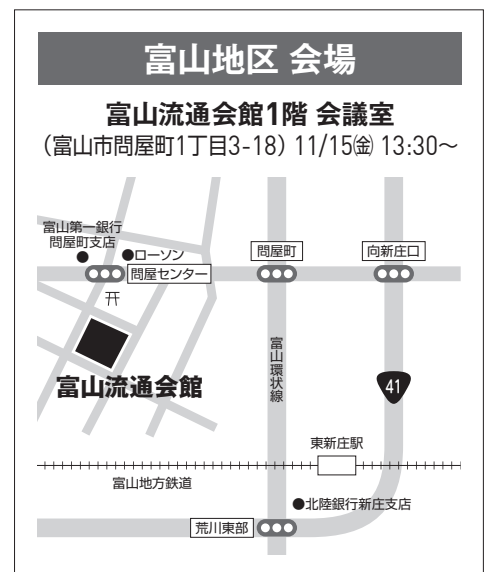 富山地区 会場
富山流通会館1階 会議室
（富山市問屋町1丁目3-18）11/15㈮ 13:30〜
富山第一銀行
問屋町支店
●ローソン
問屋センター
問屋町
向新庄口
富山流通会館
富山環状線
41
東新庄駅
富山地方鉄道
●北陸銀行新庄支店
荒川東部